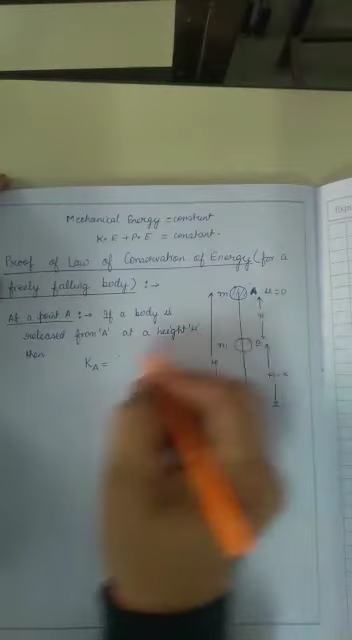 Mechanical Energy = constant
K.E + P.E = constant.
Proof of Law of Conservation of Energy (for a
freely falling body) :→
At a point A :→ If a body is
released from 'A' at a height 'H'
then
K_A =
m A u=0
x
m B
H
H-x